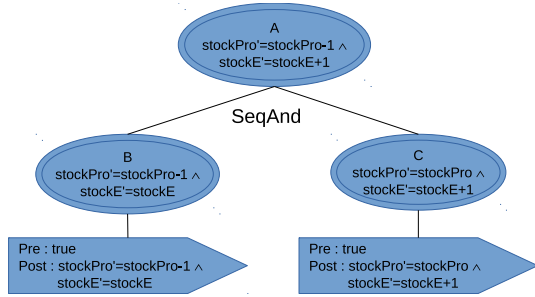 A
stockPro'=stockPro-1 ∧
stockE'=stockE+1
SeqAnd
B
stockPro'=stockPro-1 ∧
stockE'=stockE
C
stockPro'=stockPro ∧
stockE'=stockE+1
Pre : true
Post : stockPro'=stockPro-1 ∧
stockE'=stockE
Pre : true
Post : stockPro'=stockPro ∧
stockE'=stockE+1